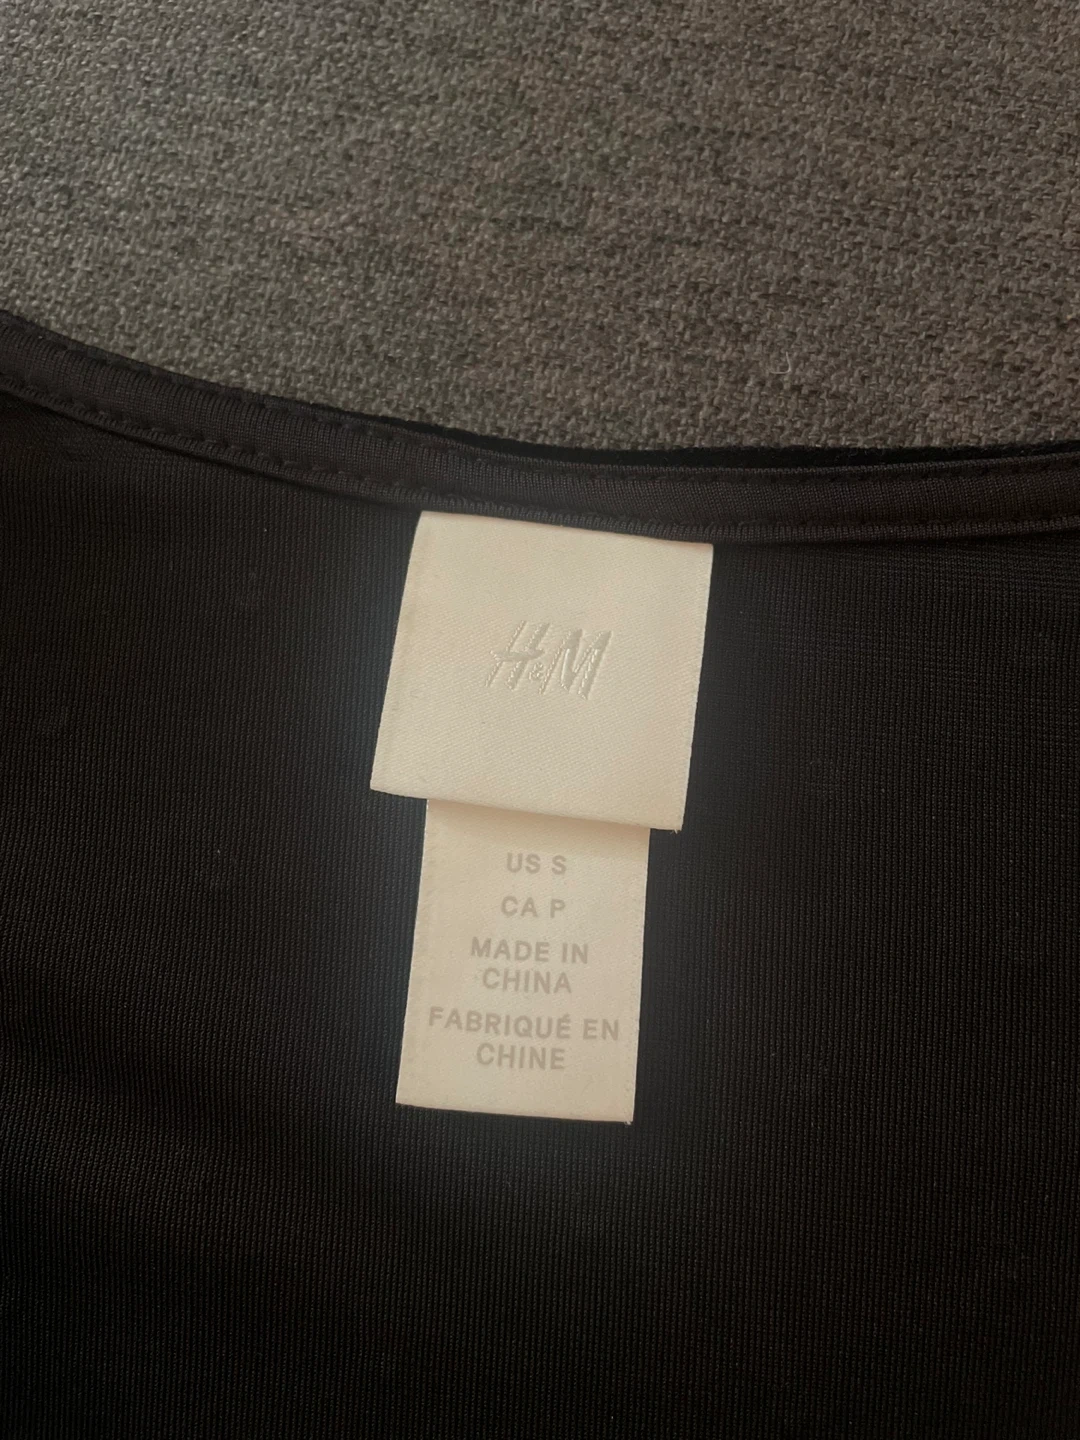 H&M
US S
CA P
MADE IN
CHINA
FABRIQUÉ EN
CHINE